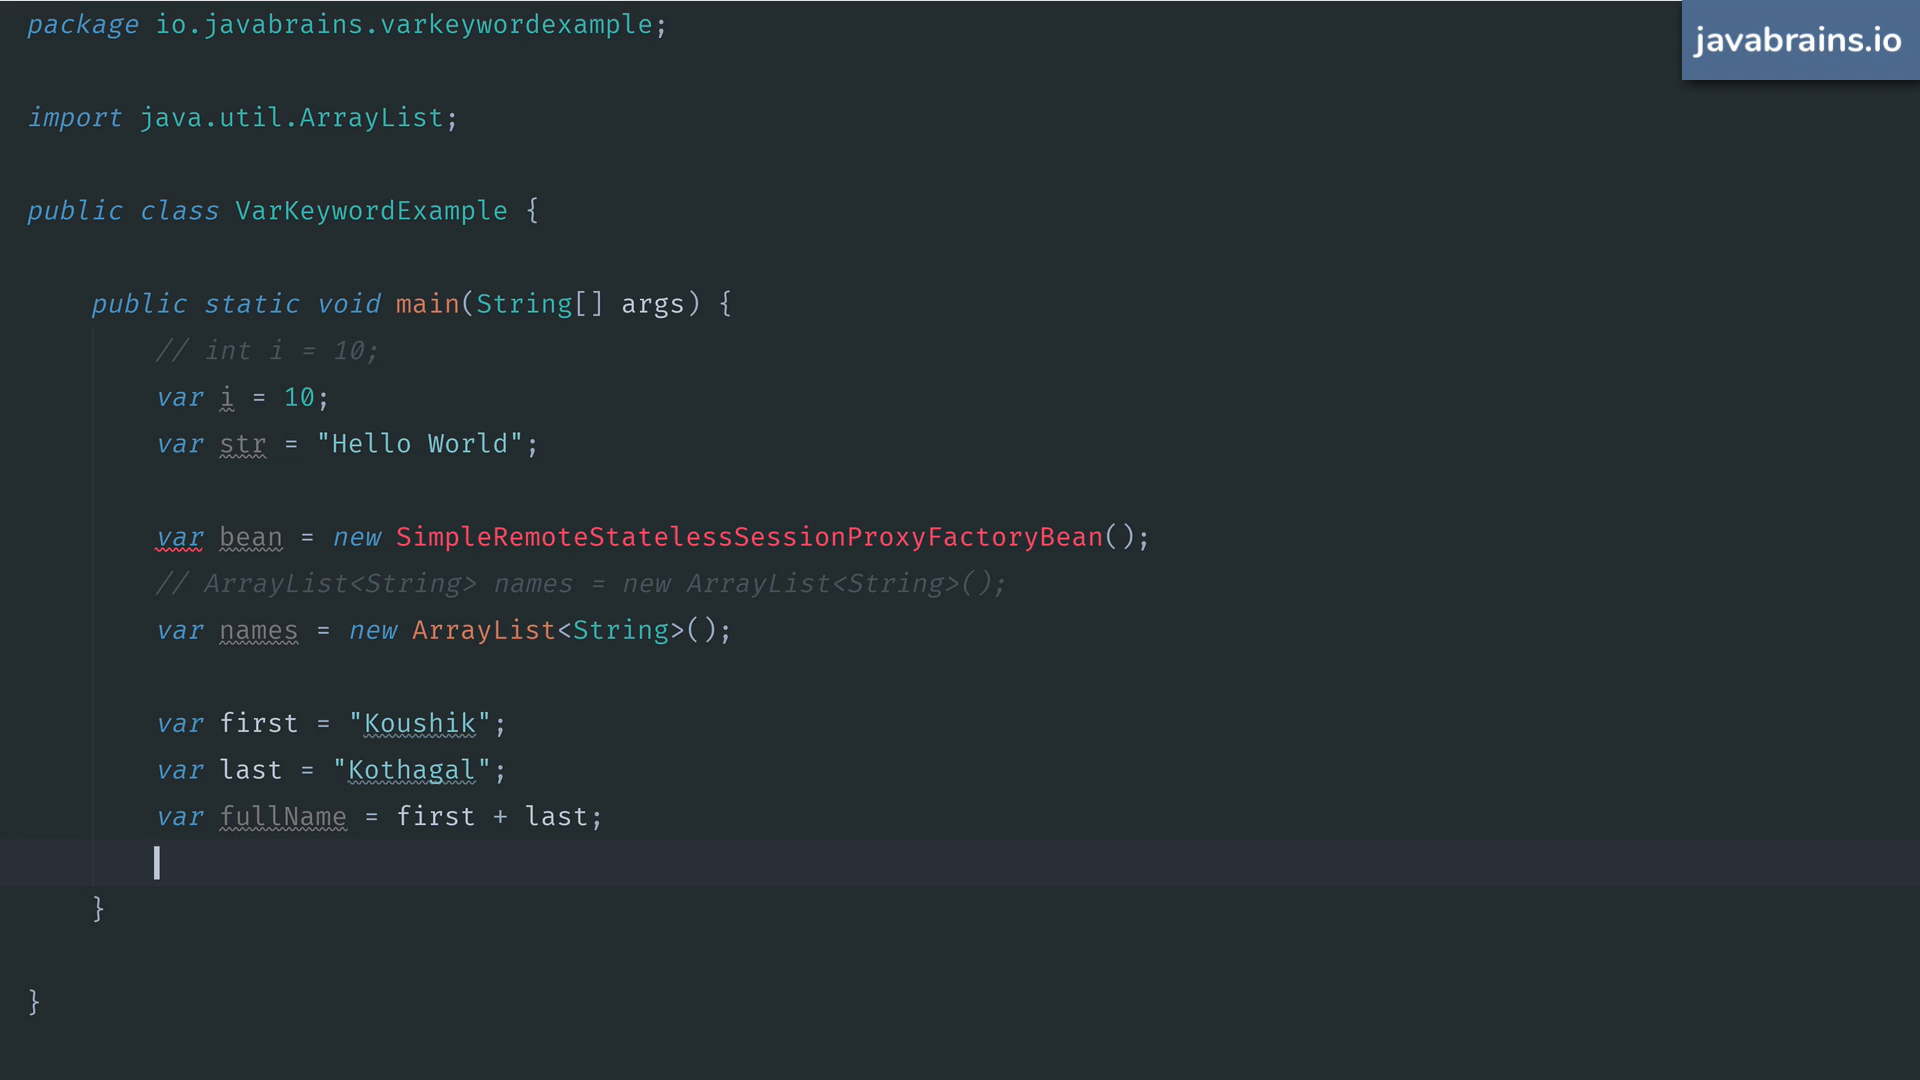 package io.javabrains.varkeywordexample;
javabrains.io
import java.util.ArrayList;
public class VarKeywordExample {
public static void main(String[] args) {
// int i = 10;
var i = 10;
var str = "Hello World";
var bean = new SimpleRemoteStatelessSessionProxyFactoryBean();
// ArrayList<String> names = new ArrayList<String>();
var names = new ArrayList<String>();
var first = "Koushik";
var last = "Kothagal";
var fullName = first + last;
}
}